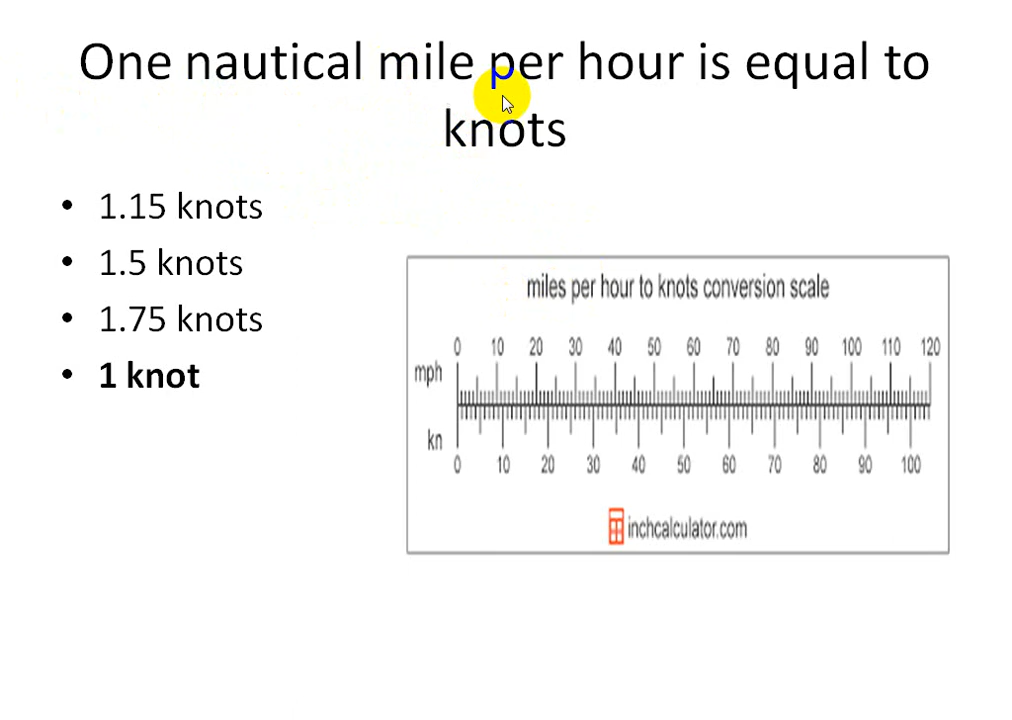 One nautical mile per hour is equal to
knots
• 1.15 knots
• 1.5 knots
• 1.75 knots
• 1 knot
miles per hour to knots conversion scale
0 10 20 30 40 50 60 70 80 90 100 110 120
mph
kn
0 10 20 30 40 50 60 70 80 90 100
inchcalculator.com